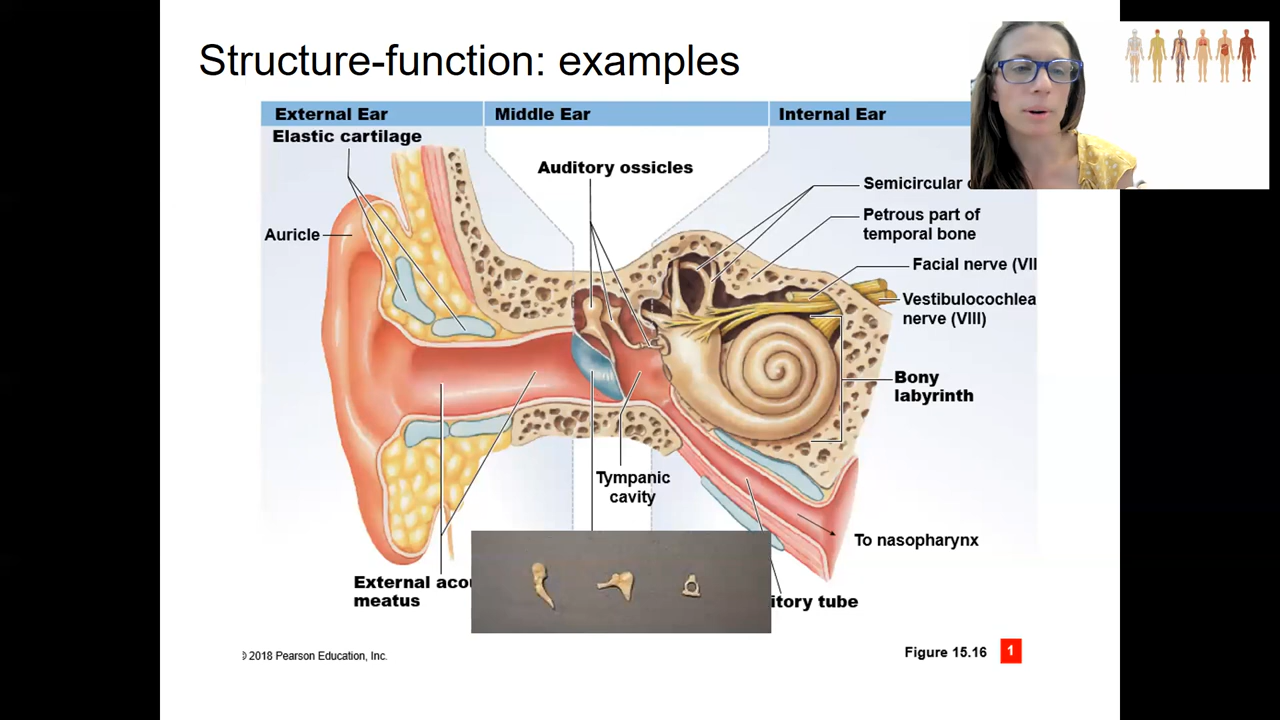 Structure-function: examples
External Ear
Middle Ear
Internal Ear
Elastic cartilage
Auditory ossicles
Semicircular
Petrous part of
temporal bone
Auricle
Facial nerve (VII
Vestibulocochlea
nerve (VIII)
Bony
labyrinth
Tympanic
cavity
To nasopharynx
External aco
meatus
itory tube
© 2018 Pearson Education, Inc.
Figure 15.16
1